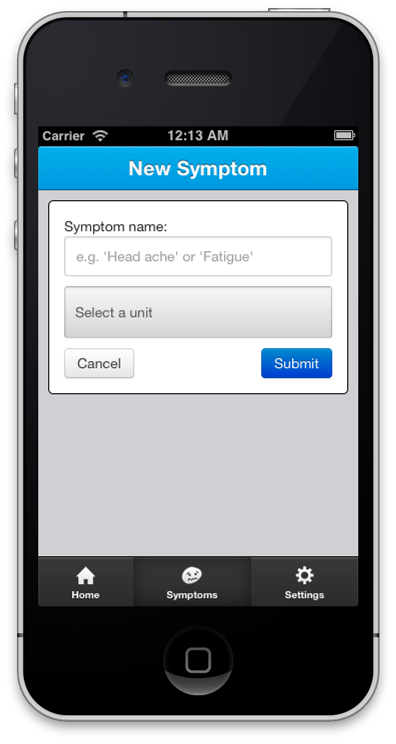 Carrier 12:13 AM
New Symptom
Symptom name:
e.g. 'Head ache' or 'Fatigue'
Select a unit
Cancel Submit
Home Symptoms Settings